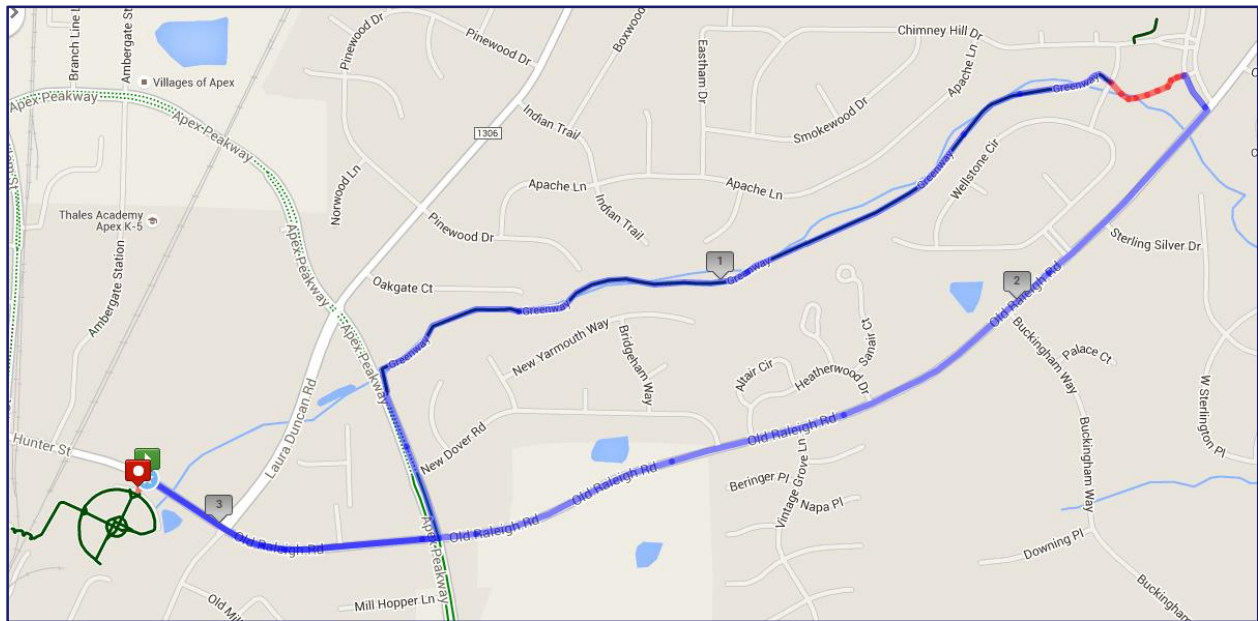 Branch Line L
Ambergate St
Villages of Apex
Apex Peakway
Apex Peakway
Pinewood Dr
Pinewood Dr
Boxwood
Eastham Dr
Chimney Hill Dr
Apache Ln
Smokewood Dr
Greenway
1306
Indian Trail
Norwood Ln
Thales Academy
Apex K-5
Apache Ln
Apache Ln
Indian Trail
Greenway
Wellstone Cir
Pinewood Dr
Apex Peakway
Ambergate Station
Oakgate Ct
1
Greenway
Sterling Silver Dr
2
Old Raleigh Rd
Greenway
Apex Peakway
Greenway
New Yarmouth Way
Bridgeham Way
Sanair Ct
Altair Cir
Heatherwood Dr
Buckingham Way
Palace Ct
W Sterlington Pl
Laura Duncan Rd
Hunter St
New Dover Rd
Old Raleigh Rd
Buckingham Way
Old Raleigh Rd
Beringer Pl
Vintage Grove Ln
Napa Pl
3
Old Raleigh Rd
Old Raleigh Rd
Apex Peakway
Downing Pl
Buckingham
Old Mil
Mill Hopper Ln